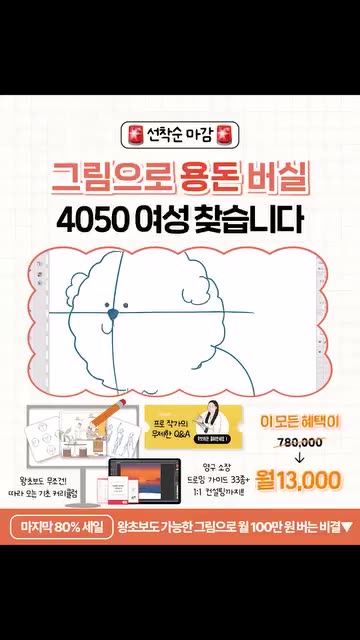 선착순 마감
그림으로 용돈 버실
4050 여성 찾습니다
프로 작가의
무제한 Q&A
왕초보도 무조건!
따라 오는 기초 커리큘럼
영구 소장
드로잉 가이드 33종+
1:1 컨설팅까지!!
이 모든 혜택이
780,000
↓
월13,000
마지막 80% 세일
왕초보도 가능한 그림으로 월 100만 원 버는 비결▼